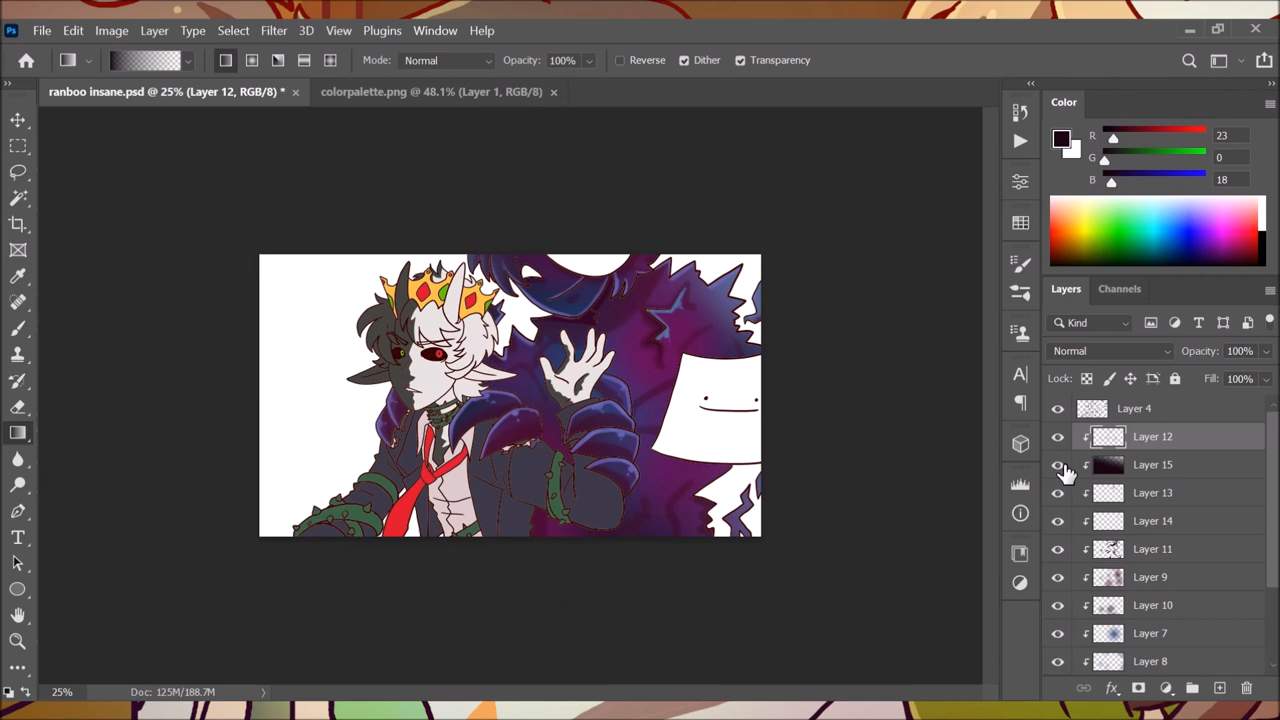 Ps File Edit Image Layer Type Select Filter 3D View Plugins Window Help
Mode: Normal Opacity: 100% Reverse Dither Transparency
ranboo insane.psd @ 25% (Layer 12, RGB/8) * × colorpalette.png @ 48.1% (Layer 1, RGB/8) ×
Color
R 23
G 0
B 18
Layers Channels
Kind
Normal Opacity: 100%
Lock: Fill: 100%
Layer 4
Layer 12
Layer 15
Layer 13
Layer 14
Layer 11
Layer 9
Layer 10
Layer 7
Layer 8
25% Doc: 125M/188.7M